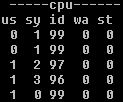 -----cpu------
us sy id wa st
0 1 99 0 0
0 1 99 0 0
1 2 97 0 0
1 3 96 0 0
1 0 99 0 0